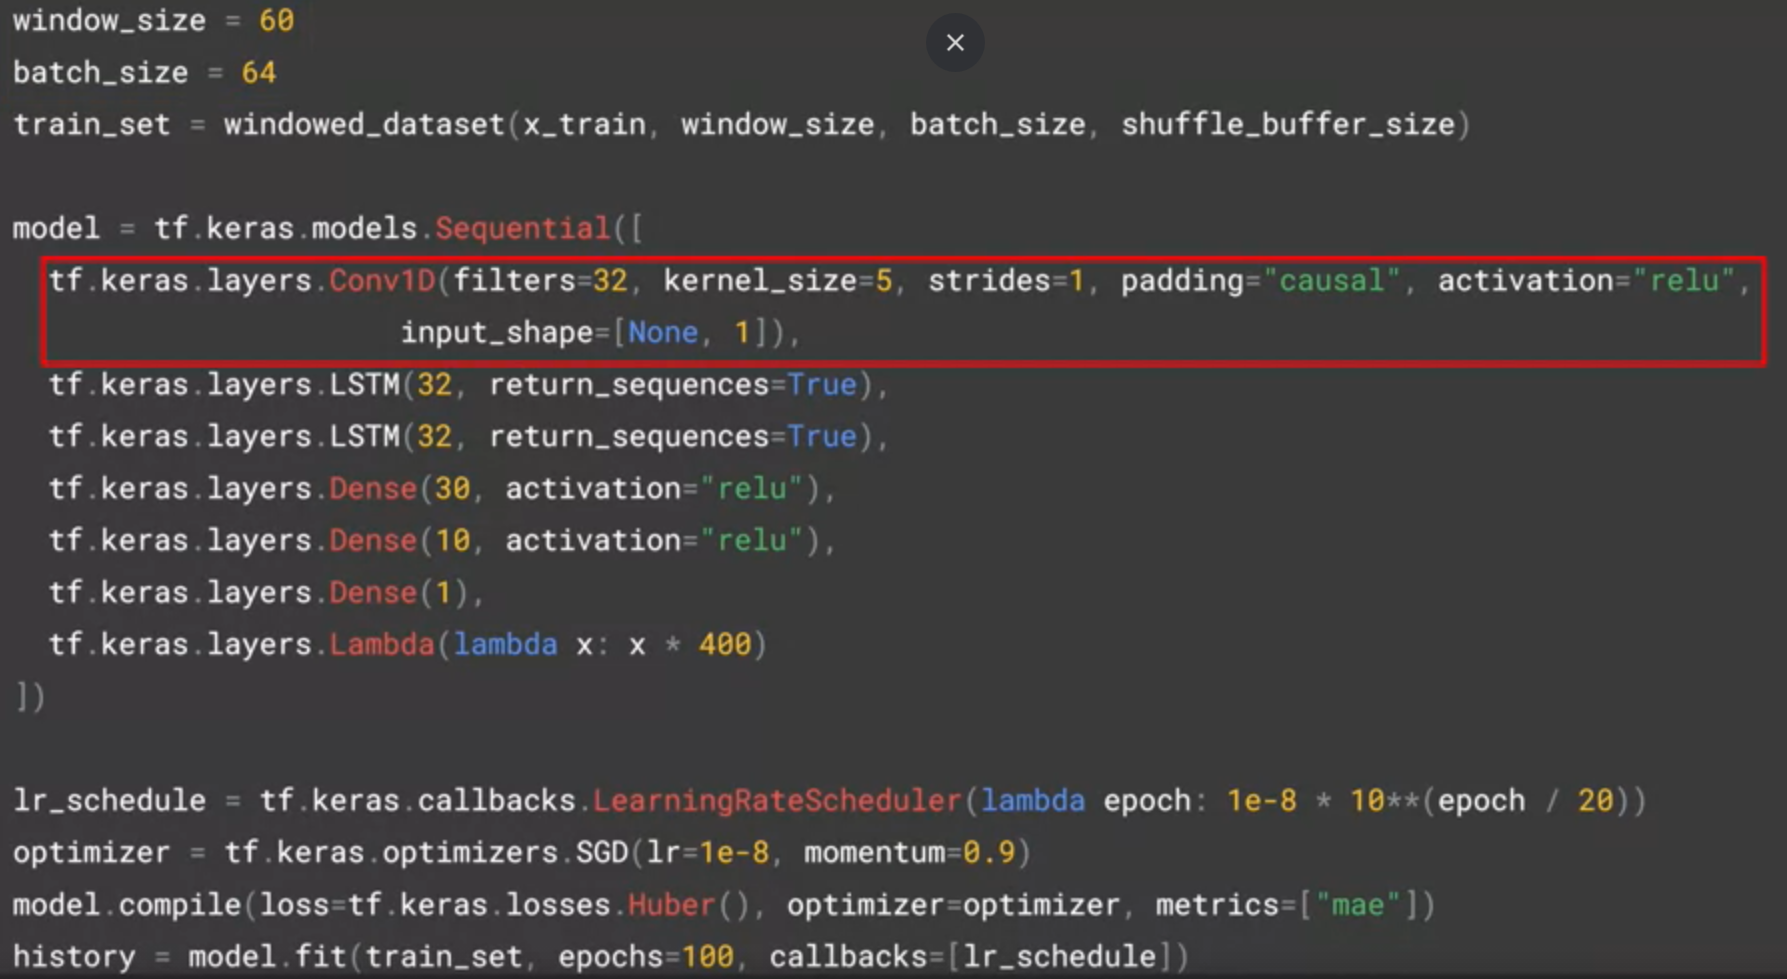 window_size = 60
batch_size = 64
train_set = windowed_dataset(x_train, window_size, batch_size, shuffle_buffer_size)
model = tf.keras.models.Sequential([
tf.keras.layers.Conv1D(filters=32, kernel_size=5, strides=1, padding="causal", activation="relu",
input_shape=[None, 1]),
tf.keras.layers.LSTM(32, return_sequences=True),
tf.keras.layers.LSTM(32, return_sequences=True),
tf.keras.layers.Dense(30, activation="relu"),
tf.keras.layers.Dense(10, activation="relu"),
tf.keras.layers.Dense(1),
tf.keras.layers.Lambda(lambda x: x * 400)
])
lr_schedule = tf.keras.callbacks.LearningRateScheduler(lambda epoch: 1e-8 * 10**(epoch / 20))
optimizer = tf.keras.optimizers.SGD(lr=1e-8, momentum=0.9)
model.compile(loss=tf.keras.losses.Huber(), optimizer=optimizer, metrics=["mae"])
history = model.fit(train_set, epochs=100, callbacks=[lr_schedule])